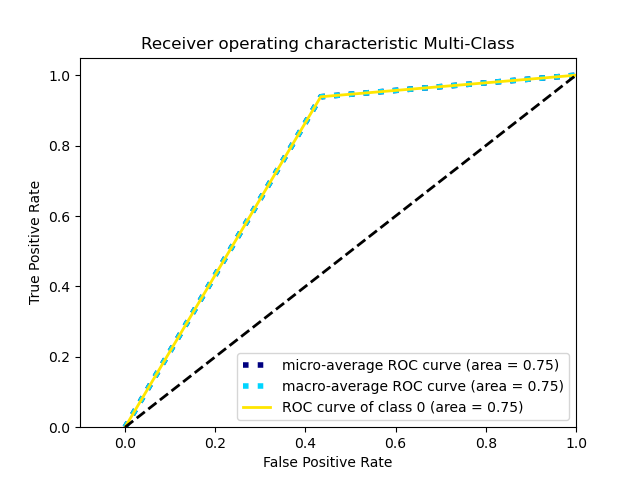 Receiver operating characteristic Multi-Class
1.0
0.8
0.6
0.4
0.2
0.0
True Positive Rate
micro-average ROC curve (area = 0.75)
macro-average ROC curve (area = 0.75)
ROC curve of class 0 (area = 0.75)
0.0 0.2 0.4 0.6 0.8 1.0
False Positive Rate